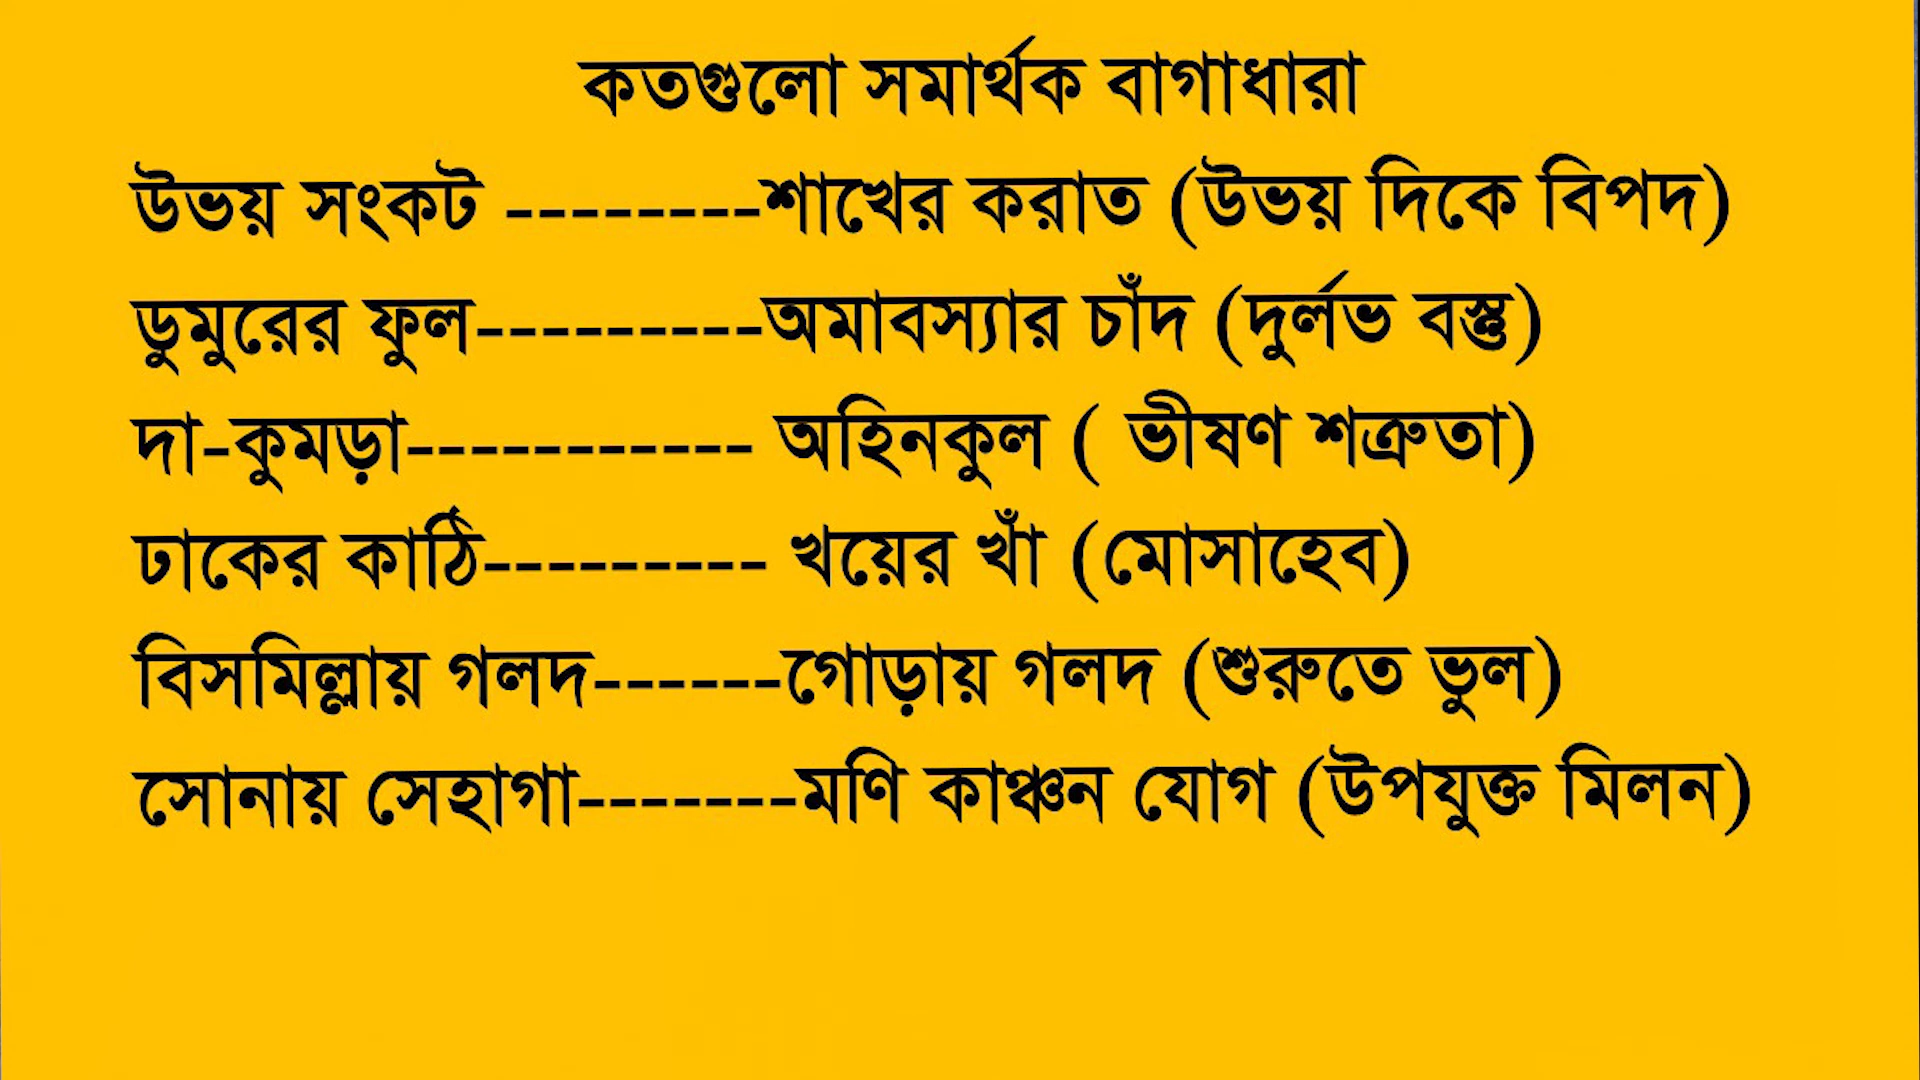 কতগুলো সমার্থক বাগাধারা
উভয় সংকট --------শাখের করাত (উভয় দিকে বিপদ)
ডুমুরের ফুল---------অমাবস্যার চাঁদ (দুর্লভ বস্তু)
দা-কুমড়া----------- অহিনকুল ( ভীষণ শত্রুতা)
ঢাকের কাঠি--------- খয়ের খাঁ (মোসাহেব)
বিসমিল্লায় গলদ------গোড়ায় গলদ (শুরুতে ভুল)
সোনায় সেহাগা-------মণি কাঞ্চন যোগ (উপযুক্ত মিলন)